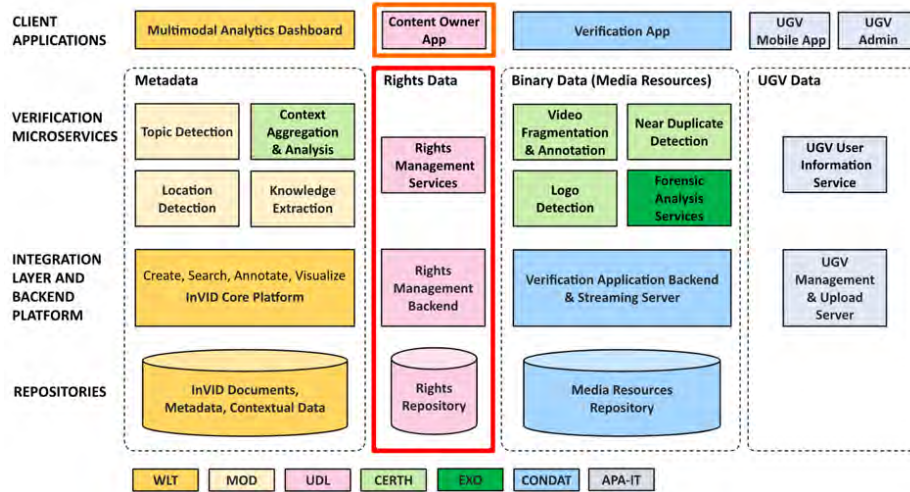 CLIENT
APPLICATIONS
Multimodal Analytics Dashboard
Content Owner
App
Verification App
UGV
Mobile App
UGV
Admin
Metadata
Rights Data
Binary Data (Media Resources)
UGV Data
VERIFICATION
MICROSERVICES
Topic Detection
Context
Aggregation
& Analysis
Location
Detection
Knowledge
Extraction
Rights
Management
Services
Video
Fragmentation
& Annotation
Near Duplicate
Detection
Logo
Detection
Forensic
Analysis
Services
UGV User
Information
Service
INTEGRATION
LAYER AND
BACKEND
PLATFORM
Create, Search, Annotate, Visualize
InVID Core Platform
Rights
Management
Backend
Verification Application Backend
& Streaming Server
UGV
Management
& Upload
Server
REPOSITORIES
InVID Documents,
Metadata, Contextual Data
Rights
Repository
Media Resources
Repository
WLT
MOD
UDL
CERTH
EXO
CONDAT
APA-IT